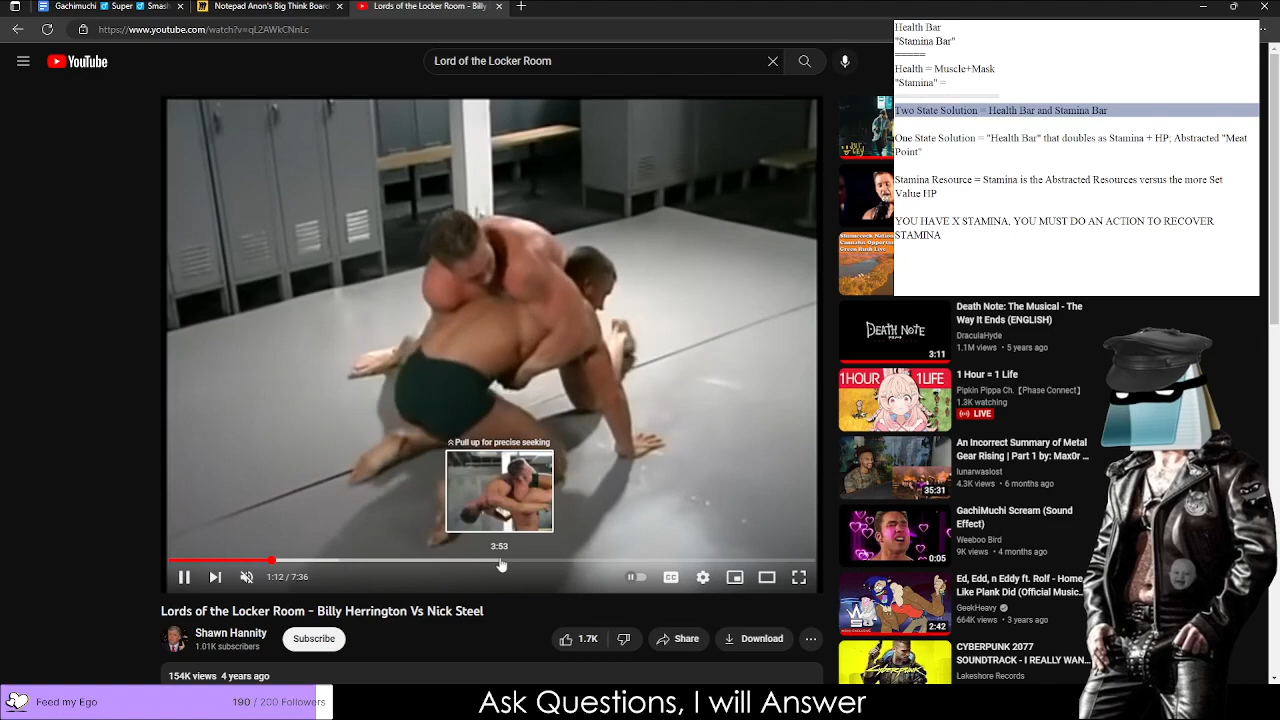 Docs
Gachimuchi
Super
Smash
Notepad Anon's Big Think Board
Lords of the Locker Room - Billy
https://www.youtube.com/watch?v=qL2AWkCNnLc
YouTube
Lord of the Locker Room
Health Bar
"Stamina Bar"
=====
Health = Muscle+Mask
"Stamina" =
Two State Solution = Health Bar and Stamina Bar
One State Solution = "Health Bar" that doubles as Stamina + HP; Abstracted "Meat
Point"
Stamina Resource = Stamina is the Abstracted Resources versus the more Set
Value HP
YOU HAVE X STAMINA, YOU MUST DO AN ACTION TO RECOVER
STAMINA
Pull up for precise seeking
3:53
1:12 / 7:36
CC
Lords of the Locker Room – Billy Herrington Vs Nick Steel
Shawn Hannity
1.01K subscribers
Subscribe
1.7K
Share
Download
154K views 4 years ago
Shinnecock Nation
Cannabis Opportun
Green Rush Live
DEATH NOTE
3:11
Death Note: The Musical - The
Way It Ends (ENGLISH)
DraculaHyde
1.1M views • 5 years ago
1HOUR 1LIFE
1 Hour = 1 Life
Pipkin Pippa Ch.【Phase Connect】
1.3K watching
LIVE
35:31
An Incorrect Summary of Metal
Gear Rising | Part 1 by: Max0r ...
lunarwaslost
4.3K views • 6 months ago
0:05
GachiMuchi Scream (Sound
Effect)
Weeboo Bird
9K views • 4 months ago
2:42
Ed, Edd, n Eddy ft. Rolf - Home
Like Plank Did (Official Music...
GeekHeavy
664K views • 3 years ago
CYBERPUNK 2077
SOUNDTRACK - I REALLY WAN...
Lakeshore Records
Feed my Ego
190 / 200 Followers
Ask Questions, I will Answer